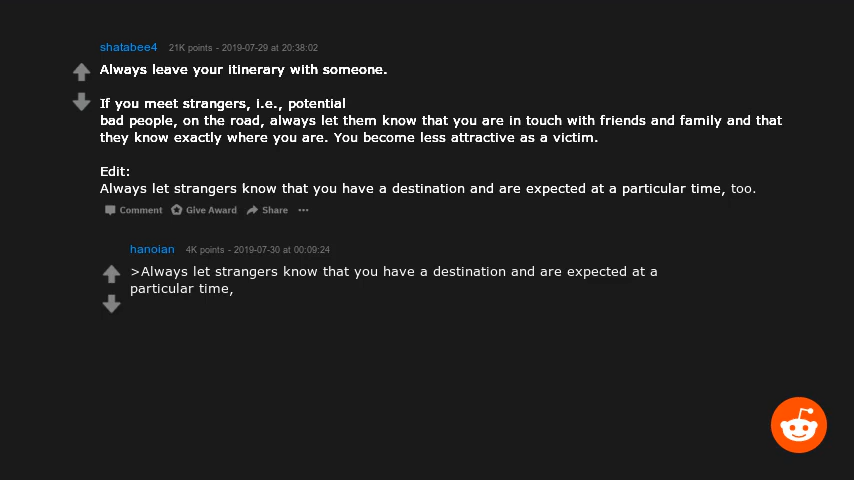 shatabee4 21K points - 2019-07-29 at 20:38:02
Always leave your itinerary with someone.
If you meet strangers, i.e., potential
bad people, on the road, always let them know that you are in touch with friends and family and that
they know exactly where you are. You become less attractive as a victim.
Edit:
Always let strangers know that you have a destination and are expected at a particular time, too.
Comment Give Award Share ...
hanoian 4K points - 2019-07-30 at 00:09:24
>Always let strangers know that you have a destination and are expected at a
particular time,